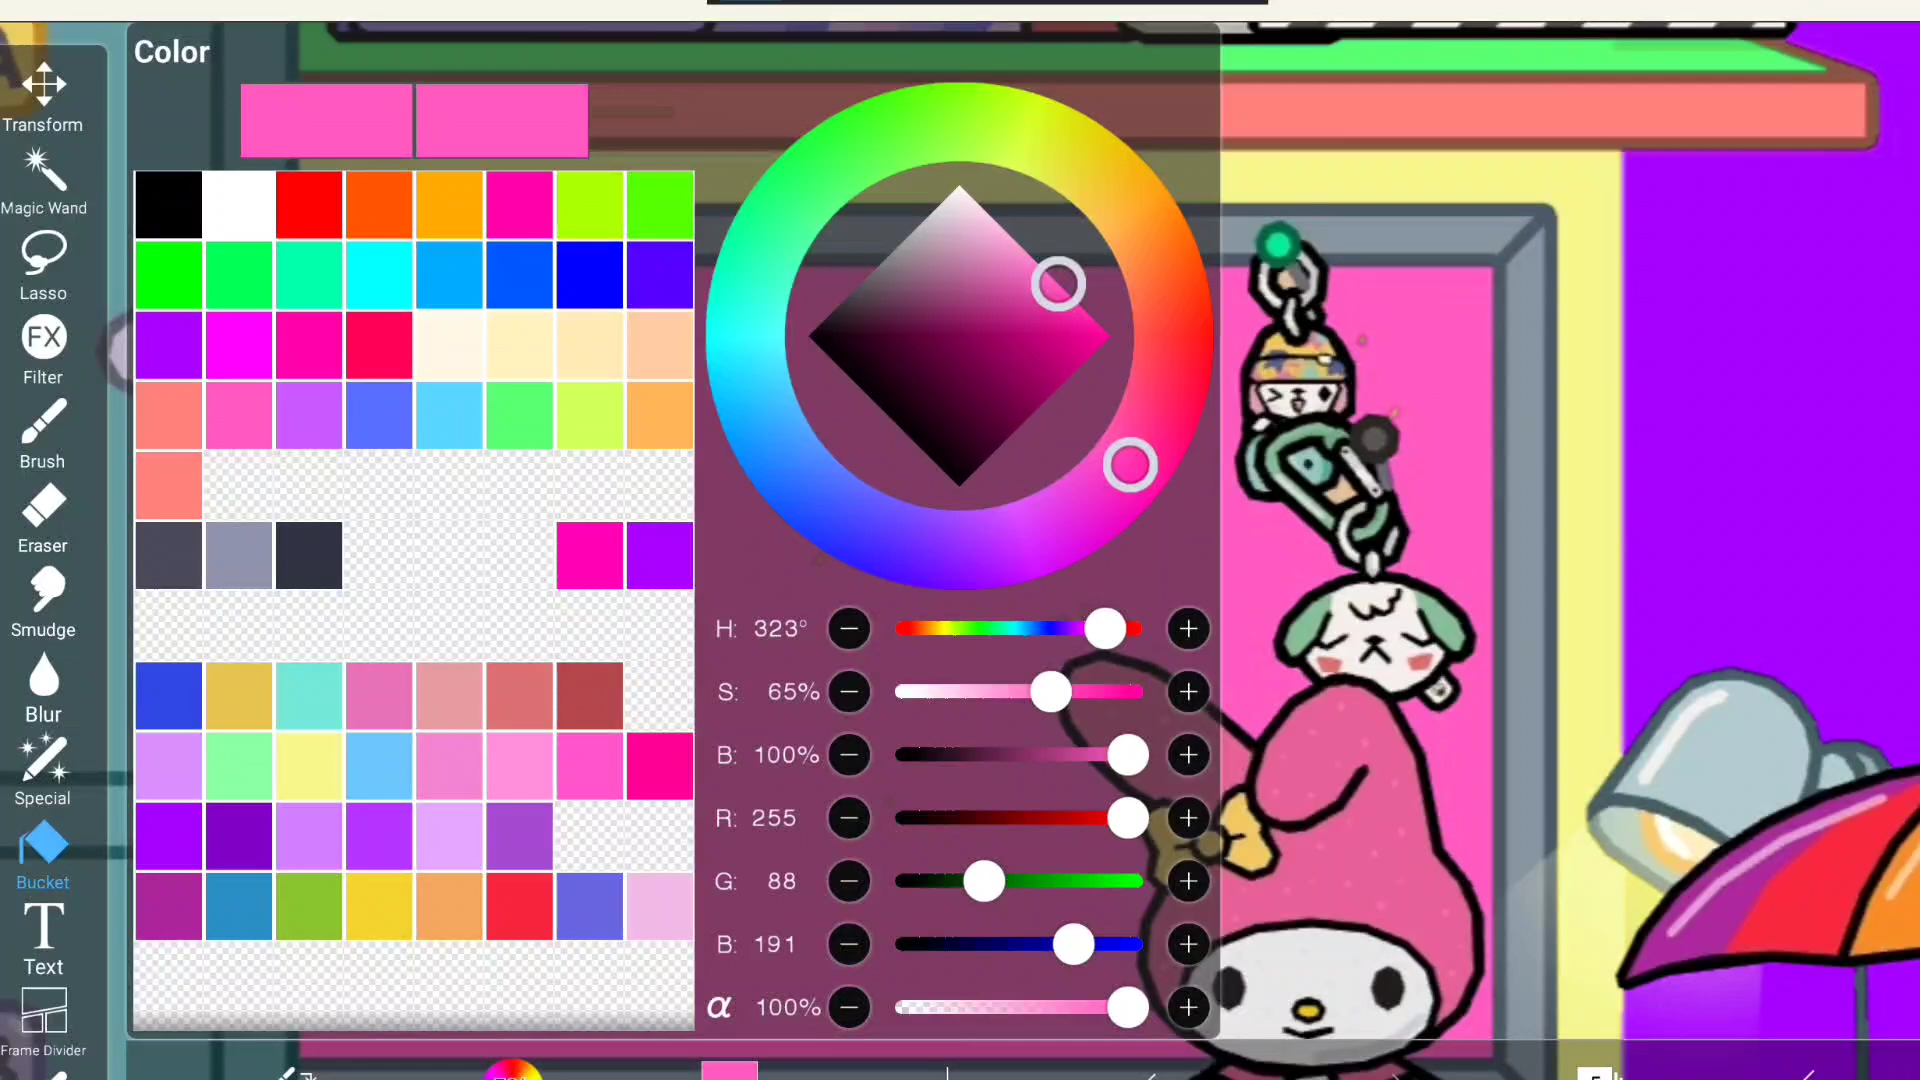 Color
Transform
Magic Wand
Lasso
FX
Filter
Brush
Eraser
Smudge
Blur
Special
Bucket
T
Text
Frame Divider
H: 323°
S: 65%
B: 100%
R: 255
G: 88
B: 191
α 100%